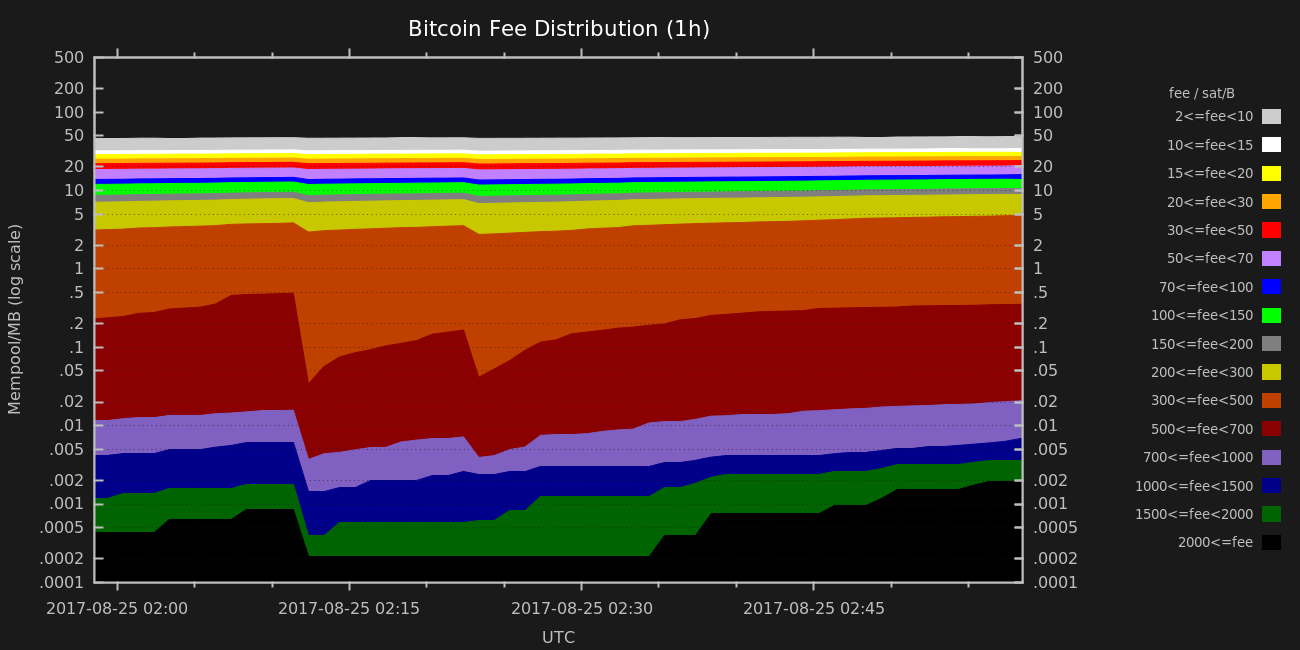 Bitcoin Fee Distribution (1h)
500
200
100
50
20
10
5
2
1
.5
.2
.1
.05
.02
.01
.005
.002
.001
.0005
.0002
.0001
Mempool/MB (log scale)
500
200
100
50
20
10
5
2
1
.5
.2
.1
.05
.02
.01
.005
.002
.001
.0005
.0002
.0001
2017-08-25 02:00
2017-08-25 02:15
2017-08-25 02:30
2017-08-25 02:45
UTC
fee / sat/B
2<=fee<10
10<=fee<15
15<=fee<20
20<=fee<30
30<=fee<50
50<=fee<70
70<=fee<100
100<=fee<150
150<=fee<200
200<=fee<300
300<=fee<500
500<=fee<700
700<=fee<1000
1000<=fee<1500
1500<=fee<2000
2000<=fee